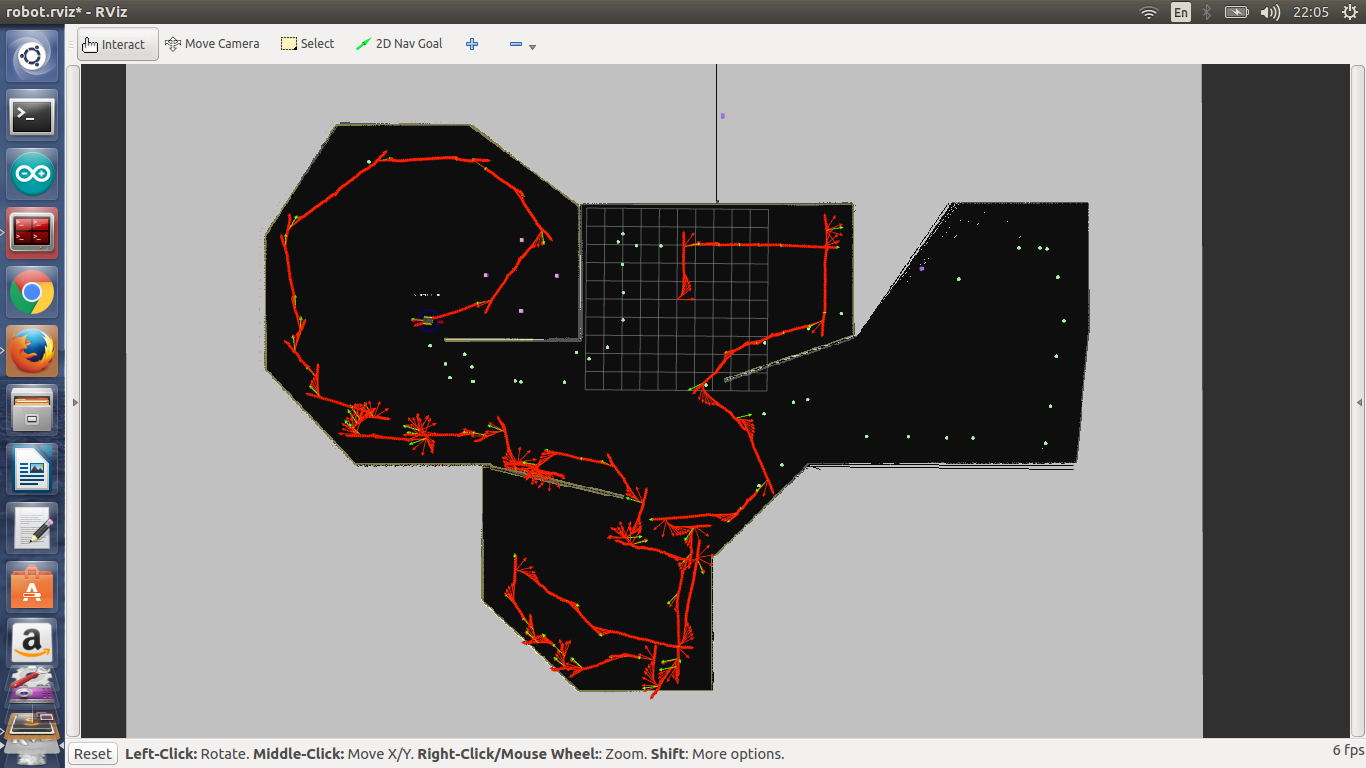 robot.rviz* - RViz
En
22:05
Interact
Move Camera
Select
2D Nav Goal
Reset
Left-Click: Rotate. Middle-Click: Move X/Y. Right-Click/Mouse Wheel:: Zoom. Shift: More options.
6 fps